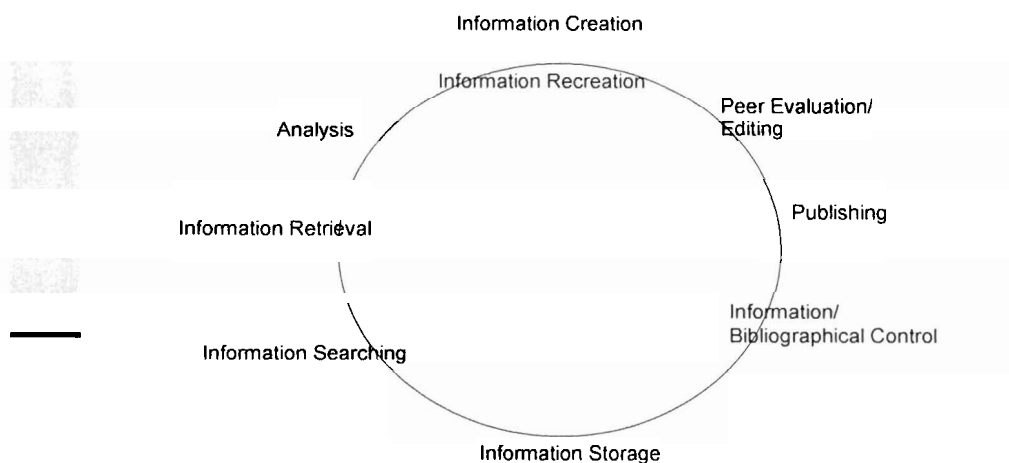 Information Creation
Information Recreation
Peer Evaluation/
Editing
Analysis
Publishing
Information Retrieval
Information/
Bibliographical Control
Information Searching
Information Storage